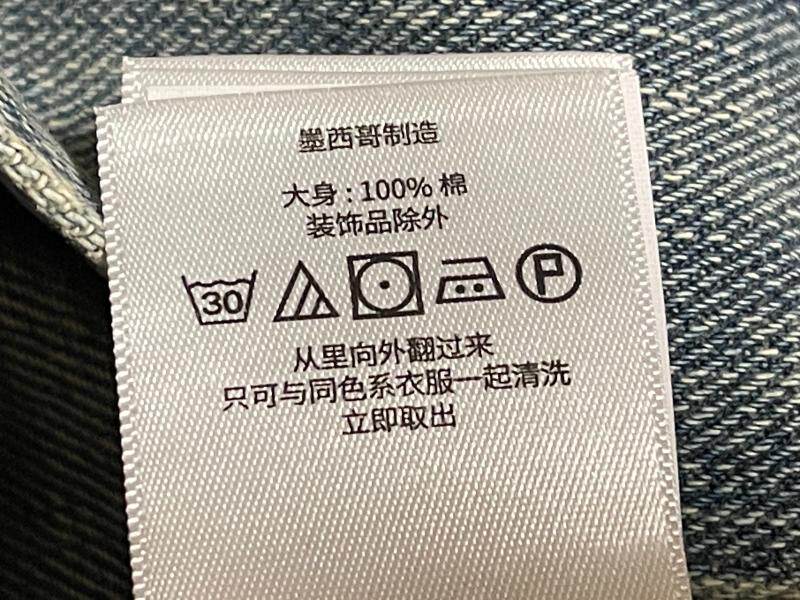 墨西哥制造
大身 : 100% 棉
装饰品除外
30 P
从里向外翻过来
只可与同色系衣服一起清洗
立即取出